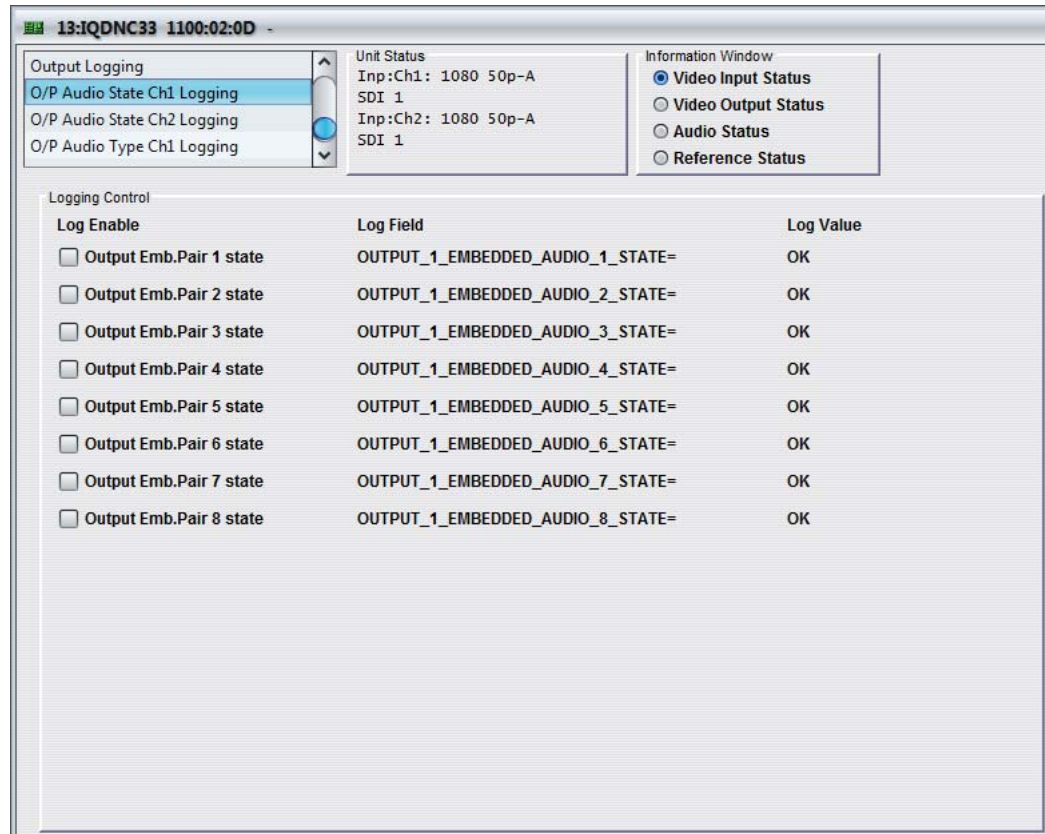 13:IQDNC33 1100:02:0D -
Output Logging
O/P Audio State Ch1 Logging
O/P Audio State Ch2 Logging
O/P Audio Type Ch1 Logging
Unit Status
Inp:Ch1: 1080 50p-A
SDI 1
Inp:Ch2: 1080 50p-A
SDI 1
Information Window
Video Input Status
Video Output Status
Audio Status
Reference Status
Logging Control
Log Enable Log Field Log Value
Output Emb.Pair 1 state OUTPUT_1_EMBEDDED_AUDIO_1_STATE= OK
Output Emb.Pair 2 state OUTPUT_1_EMBEDDED_AUDIO_2_STATE= OK
Output Emb.Pair 3 state OUTPUT_1_EMBEDDED_AUDIO_3_STATE= OK
Output Emb.Pair 4 state OUTPUT_1_EMBEDDED_AUDIO_4_STATE= OK
Output Emb.Pair 5 state OUTPUT_1_EMBEDDED_AUDIO_5_STATE= OK
Output Emb.Pair 6 state OUTPUT_1_EMBEDDED_AUDIO_6_STATE= OK
Output Emb.Pair 7 state OUTPUT_1_EMBEDDED_AUDIO_7_STATE= OK
Output Emb.Pair 8 state OUTPUT_1_EMBEDDED_AUDIO_8_STATE= OK